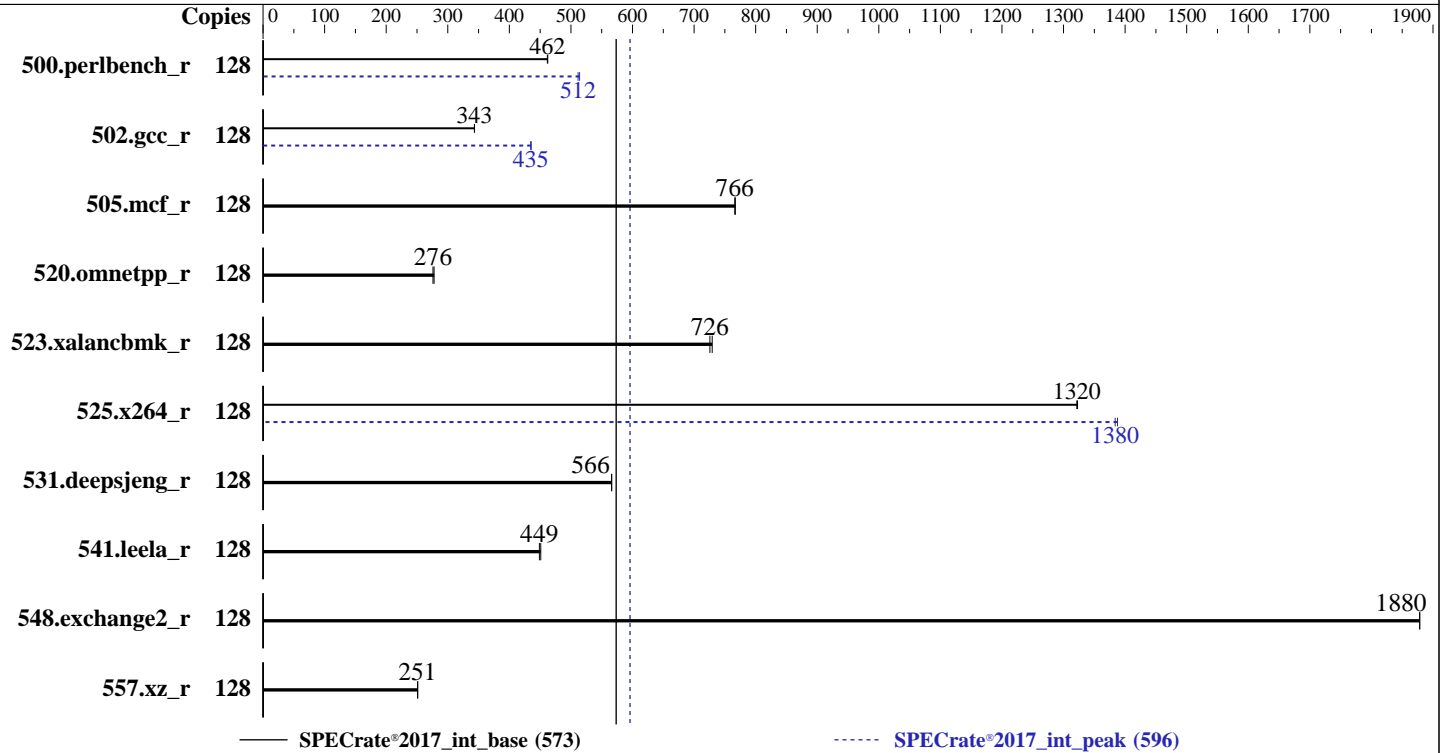 Copies 0 100 200 300 400 500 600 700 800 900 1000 1100 1200 1300 1400 1500 1600 1700 1900
500.perlbench_r 128 462
512
502.gcc_r 128 343
435
505.mcf_r 128 766
520.omnetpp_r 128 276
523.xalancbmk_r 128 726
525.x264_r 128 1320
1380
531.deepsjeng_r 128 566
541.leela_r 128 449
548.exchange2_r 128 1880
557.xz_r 128 251
SPECrate®2017_int_base (573) SPECrate®2017_int_peak (596)